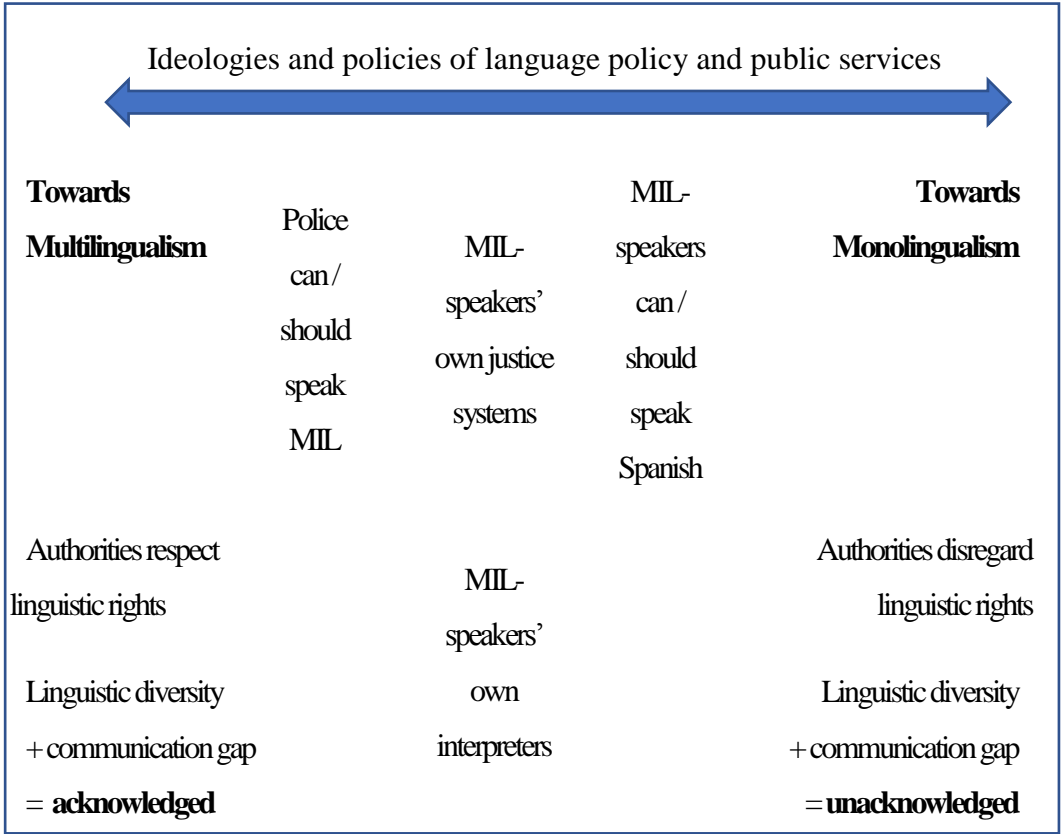 Ideologies and policies of language policy and public services
Towards
Multilingualism
Police
can /
should
speak
MIL
MIL-
speakers’
own justice
systems
MIL-
speakers
can /
should
speak
Spanish
Towards
Monolingualism
Authorities respect
linguistic rights
Linguistic diversity
+ communication gap
= acknowledged
MIL-
speakers’
own
interpreters
Authorities disregard
linguistic rights
Linguistic diversity
+ communication gap
= unacknowledged